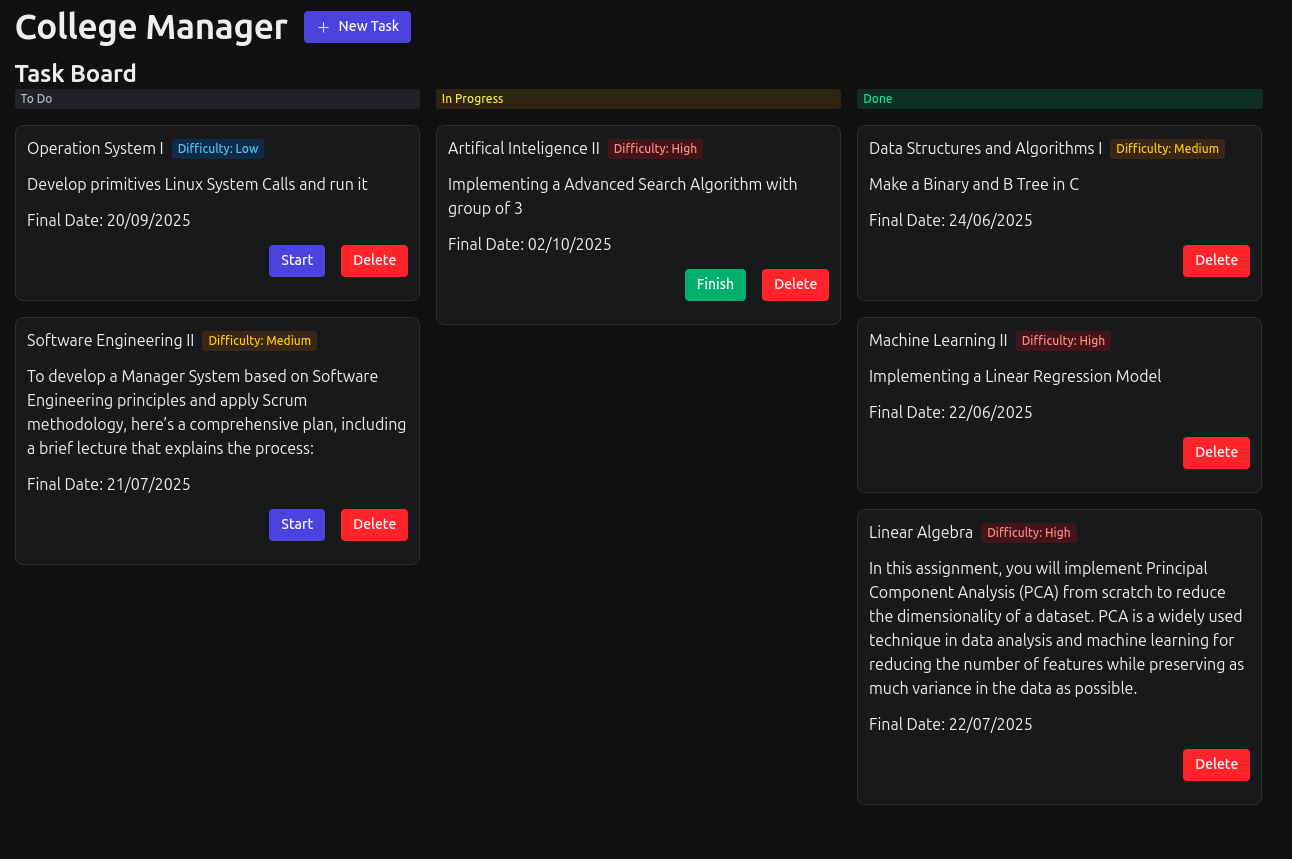 College Manager
+ New Task
Task Board
To Do
Operation System I Difficulty: Low
Develop primitives Linux System Calls and run it
Final Date: 20/09/2025
Start Delete
Software Engineering II Difficulty: Medium
To develop a Manager System based on Software
Engineering principles and apply Scrum
methodology, here’s a comprehensive plan, including
a brief lecture that explains the process:
Final Date: 21/07/2025
Start Delete
In Progress
Artifical Inteligence II Difficulty: High
Implementing a Advanced Search Algorithm with
group of 3
Final Date: 02/10/2025
Finish Delete
Done
Data Structures and Algorithms I Difficulty: Medium
Make a Binary and B Tree in C
Final Date: 24/06/2025
Delete
Machine Learning II Difficulty: High
Implementing a Linear Regression Model
Final Date: 22/06/2025
Delete
Linear Algebra Difficulty: High
In this assignment, you will implement Principal
Component Analysis (PCA) from scratch to reduce
the dimensionality of a dataset. PCA is a widely used
technique in data analysis and machine learning for
reducing the number of features while preserving as
much variance in the data as possible.
Final Date: 22/07/2025
Delete